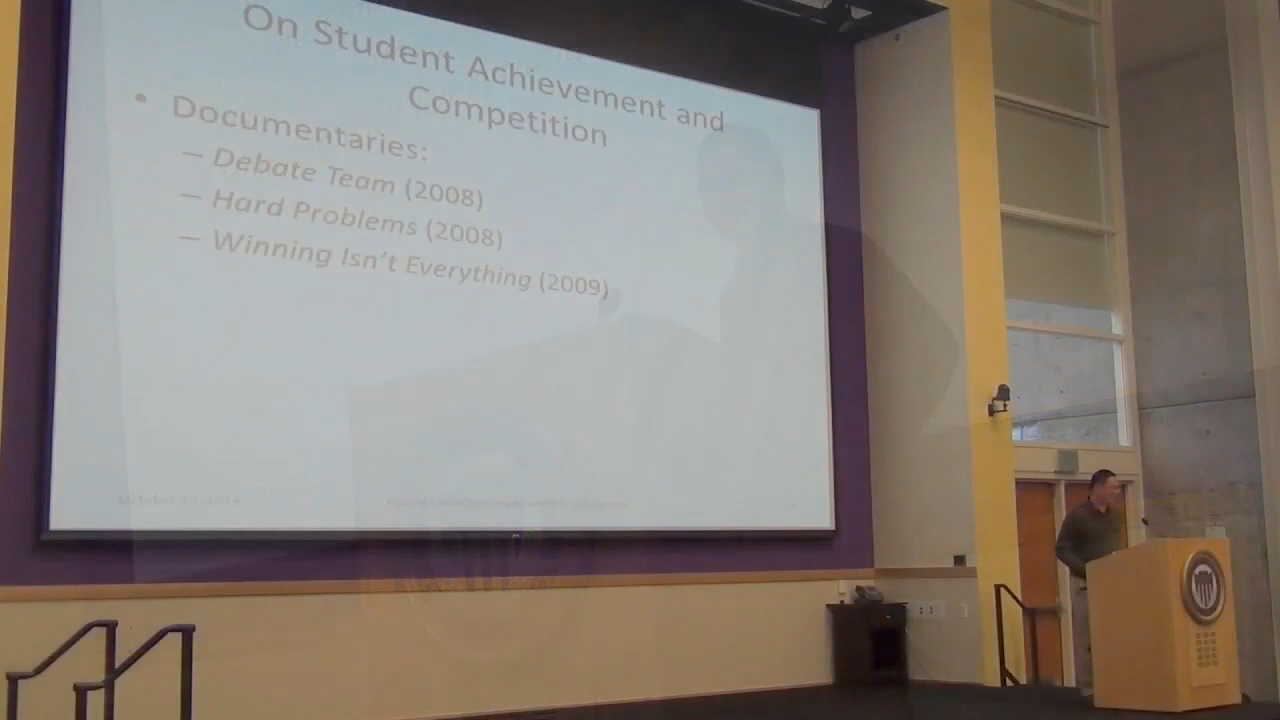 On Student Achievement and
Competition
• Documentaries:
– Debate Team (2008)
– Hard Problems (2008)
– Winning Isn't Everything (2009)